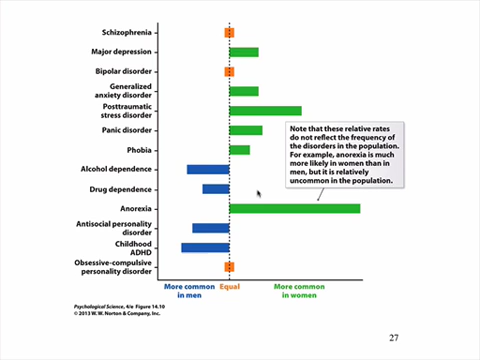 Schizophrenia
Major depression
Bipolar disorder
Generalized
anxiety disorder
Posttraumatic
stress disorder
Panic disorder
Phobia
Note that these relative rates
do not reflect the frequency of
the disorders in the population.
For example, anorexia is much
more likely in women than in
men, but it is relatively
uncommon in the population.
Alcohol dependence
Drug dependence
Anorexia
Antisocial personality
disorder
Childhood
ADHD
Obsessive-compulsive
personality disorder
More common
in men
Equal
More common
in women
Psychological Science, 4/e Figure 14.10
© 2013 W. W. Norton & Company, Inc.
27